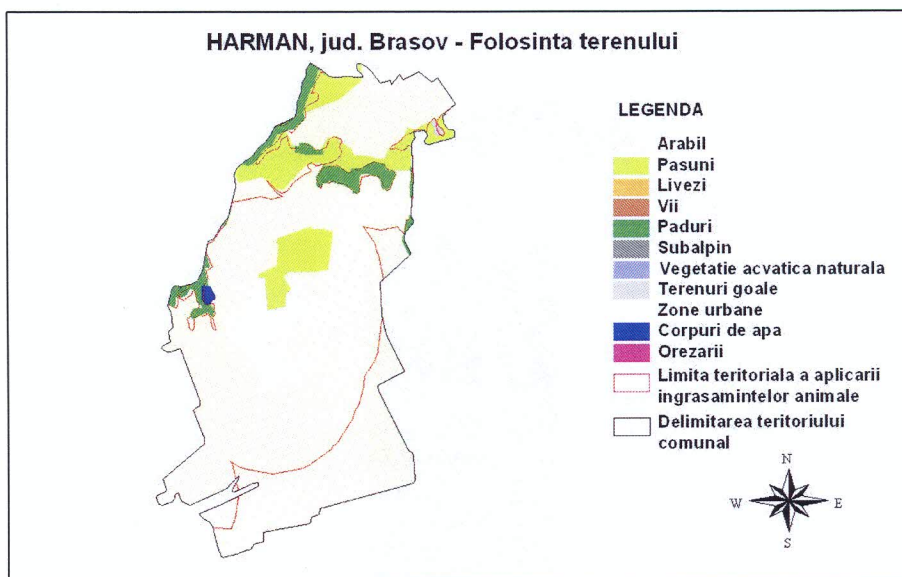 HARMAN, jud. Brasov - Folosinta terenului
LEGENDA
Arabil
Pasuni
Livezi
Vii
Paduri
Subalpin
Vegetatie acvatica naturala
Terenuri goale
Zone urbane
Corpuri de apa
Orezarii
Limita teritoriala a aplicarii
ingrasamintelor animale
Delimitarea teritoriului
comunal
N
W E
S